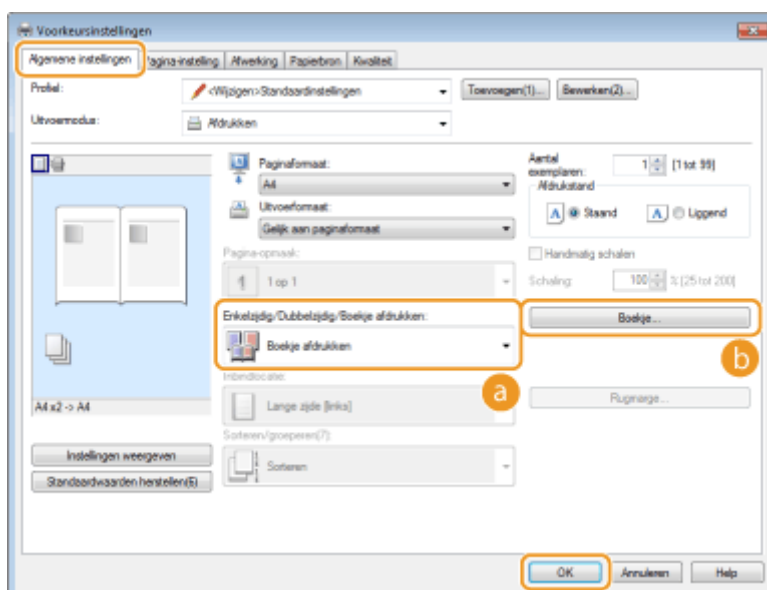 Voorkeursinstellingen
Algemene instellingen Pagina-instelling Afwerking Papierbron Kwaliteit
Profiel: <Wijzigen>Standaardinstellingen Toevoegen(1)... Bewerken(2)...
Uitvoermodus: Afdrukken
Paginaformaat:
A4
Uitvoerformaat:
Gelijk aan paginaformaat
Pagina-opmaak:
1 op 1
Enkelzijdig/Dubbelzijdig/Boekje afdrukken:
Boekje afdrukken
a
Inbindlocatie:
Lange zijde [links]
Sorteren/groeperen(7):
Sorteren
Aantal exemplaren: 1 [1 tot 99]
Afdrukstand
A Staand A Liggend
Handmatig schalen
Schaling: 100 % [25 tot 200]
Boekje...
b
Rugmarge...
A4 x2 -> A4
Instellingen weergeven
Standaardwaarden herstellen(E)
OK Annuleren Help